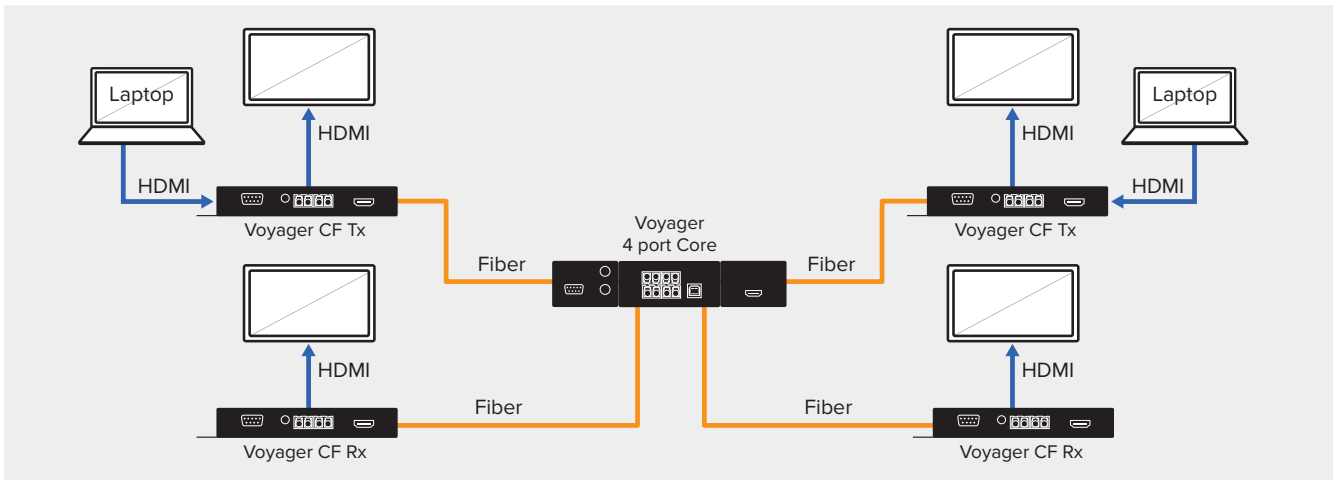 Laptop
HDMI
HDMI
Voyager CF Tx
Fiber
HDMI
Voyager CF Rx
Fiber
Voyager
4 port Core
Laptop
HDMI
HDMI
Voyager CF Tx
Fiber
HDMI
Voyager CF Rx
Fiber